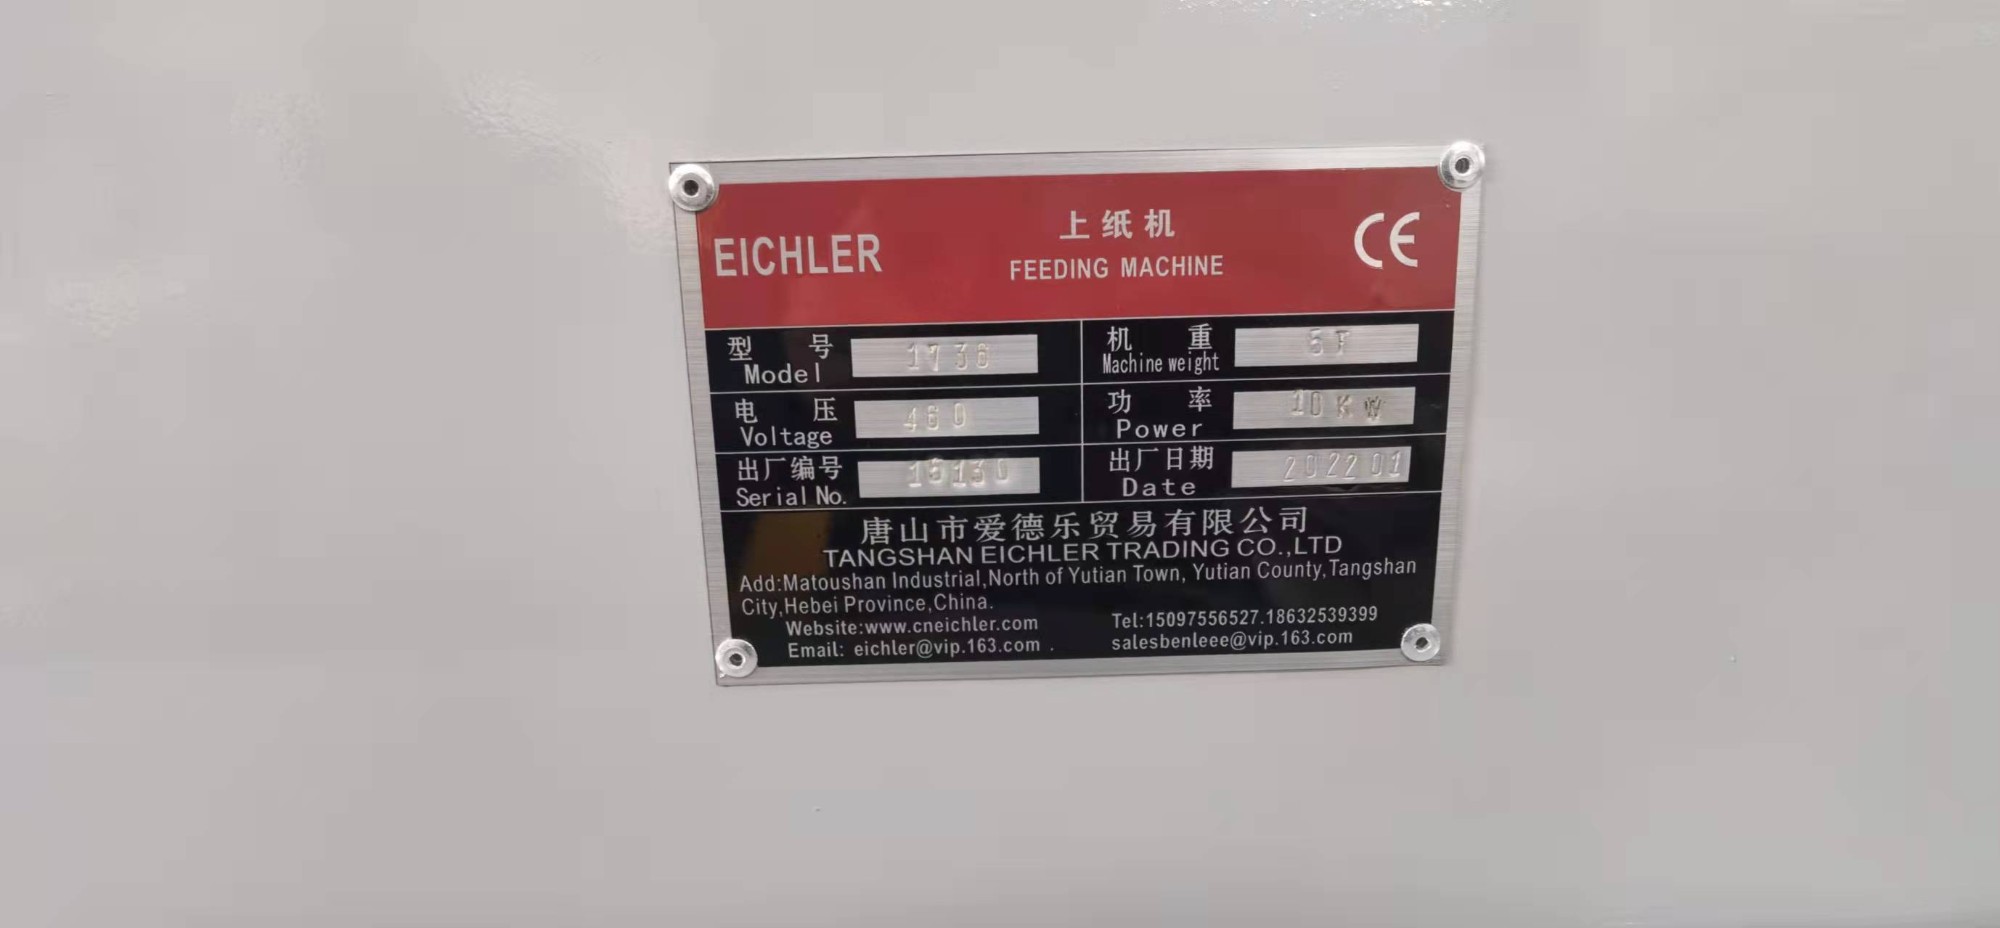 EICHLER
上纸机
FEEDING MACHINE
CE
型 号
Model
1736
机 重
Machine weight
5T
电 压
Voltage
460
功 率
Power
10KW
出厂编号
Serial No.
出厂日期
Date
202201
唐山市爱德乐贸易有限公司
TANGSHAN EICHLER TRADING CO.,LTD
Add:Matoushan Industrial,North of Yutian Town, Yutian County,Tangshan
City,Hebei Province,China.
Website:www.cneichler.com
Tel:15097556527.18632539399
Email: eichler@vip.163.com .
salesbenleee@vip.163.com